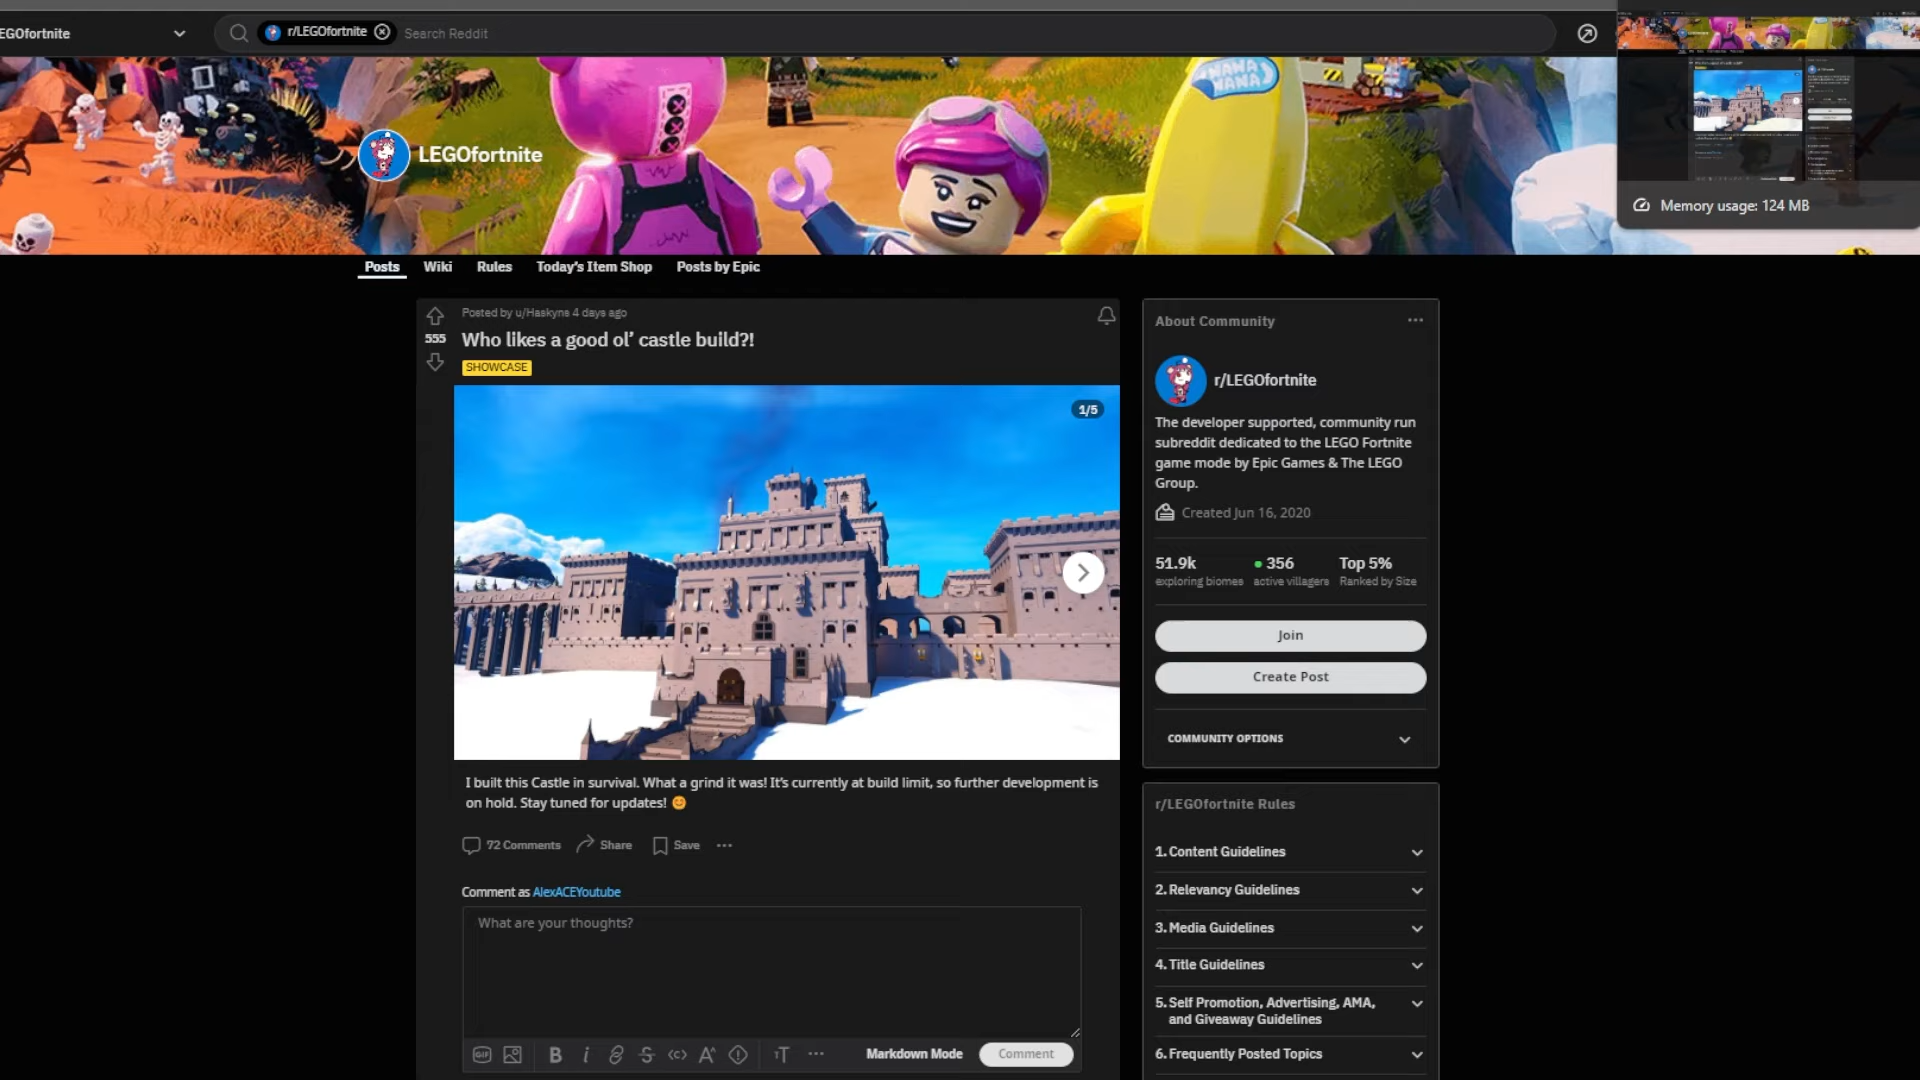 EGOfortnite
r/LEGOfortnite
Search Reddit
NAWA
NAWA
LEGOfortnite
Memory usage: 124 MB
Posts
Wiki
Rules
Today's Item Shop
Posts by Epic
Posted by u/Haskyns 4 days ago
555
Who likes a good ol’ castle build?!
SHOWCASE
1/5
I built this Castle in survival. What a grind it was! It's currently at build limit, so further development is
on hold. Stay tuned for updates! 😊
72 Comments
Share
Save
Comment as AlexACEYoutube
What are your thoughts?
GIF
B
i
Markdown Mode
Comment
About Community
r/LEGOfortnite
The developer supported, community run
subreddit dedicated to the LEGO Fortnite
game mode by Epic Games & The LEGO
Group.
Created Jun 16, 2020
51.9k
exploring biomes
356
active villagers
Top 5%
Ranked by Size
Join
Create Post
COMMUNITY OPTIONS
r/LEGOfortnite Rules
1. Content Guidelines
2. Relevancy Guidelines
3. Media Guidelines
4. Title Guidelines
5. Self Promotion, Advertising, AMA,
and Giveaway Guidelines
6. Frequently Posted Topics